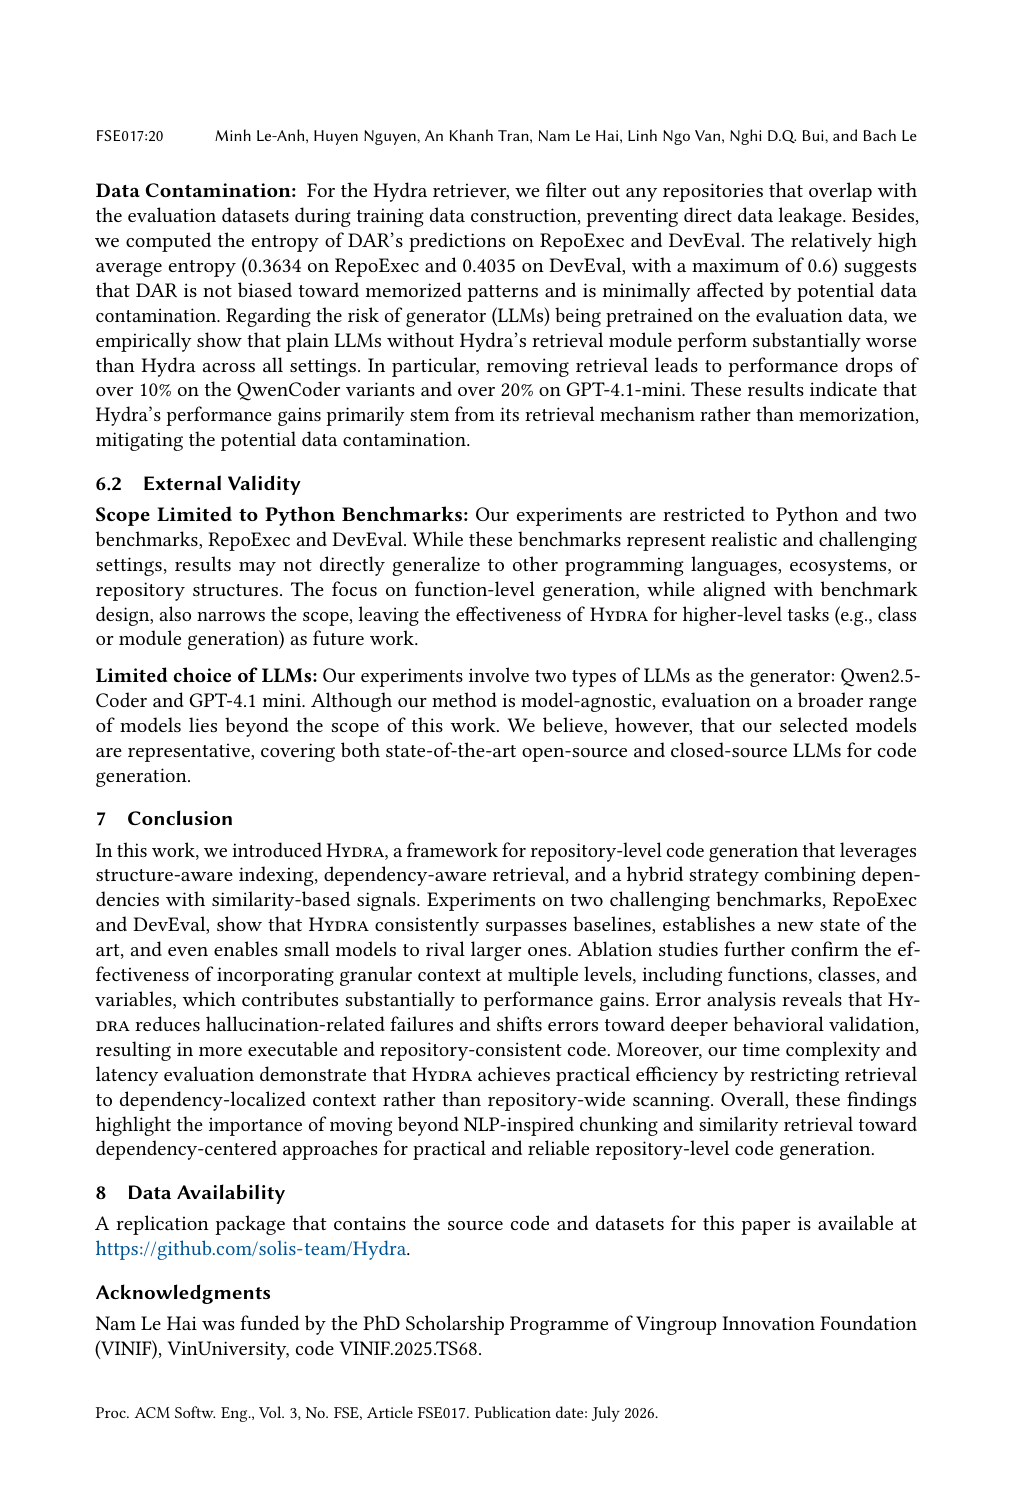 FSE017:20 Minh Le-Anh, Huyen Nguyen, An Khanh Tran, Nam Le Hai, Linh Ngo Van, Nghi D.Q. Bui, and Bach Le
Data Contamination: For the Hydra retriever, we filter out any repositories that overlap with
the evaluation datasets during training data construction, preventing direct data leakage. Besides,
we computed the entropy of DAR's predictions on RepoExec and DevEval. The relatively high
average entropy (0.3634 on RepoExec and 0.4035 on DevEval, with a maximum of 0.6) suggests
that DAR is not biased toward memorized patterns and is minimally affected by potential data
contamination. Regarding the risk of generator (LLMs) being pretrained on the evaluation data, we
empirically show that plain LLMs without Hydra's retrieval module perform substantially worse
than Hydra across all settings. In particular, removing retrieval leads to performance drops of
over 10% on the QwenCoder variants and over 20% on GPT-4.1-mini. These results indicate that
Hydra's performance gains primarily stem from its retrieval mechanism rather than memorization,
mitigating the potential data contamination.
6.2 External Validity
Scope Limited to Python Benchmarks: Our experiments are restricted to Python and two
benchmarks, RepoExec and DevEval. While these benchmarks represent realistic and challenging
settings, results may not directly generalize to other programming languages, ecosystems, or
repository structures. The focus on function-level generation, while aligned with benchmark
design, also narrows the scope, leaving the effectiveness of HYDRA for higher-level tasks (e.g., class
or module generation) as future work.
Limited choice of LLMs: Our experiments involve two types of LLMs as the generator: Qwen2.5-
Coder and GPT-4.1 mini. Although our method is model-agnostic, evaluation on a broader range
of models lies beyond the scope of this work. We believe, however, that our selected models
are representative, covering both state-of-the-art open-source and closed-source LLMs for code
generation.
7 Conclusion
In this work, we introduced HYDRA, a framework for repository-level code generation that leverages
structure-aware indexing, dependency-aware retrieval, and a hybrid strategy combining depen-
dencies with similarity-based signals. Experiments on two challenging benchmarks, RepoExec
and DevEval, show that HYDRA consistently surpasses baselines, establishes a new state of the
art, and even enables small models to rival larger ones. Ablation studies further confirm the ef-
fectiveness of incorporating granular context at multiple levels, including functions, classes, and
variables, which contributes substantially to performance gains. Error analysis reveals that HY-
DRA reduces hallucination-related failures and shifts errors toward deeper behavioral validation,
resulting in more executable and repository-consistent code. Moreover, our time complexity and
latency evaluation demonstrate that HYDRA achieves practical efficiency by restricting retrieval
to dependency-localized context rather than repository-wide scanning. Overall, these findings
highlight the importance of moving beyond NLP-inspired chunking and similarity retrieval toward
dependency-centered approaches for practical and reliable repository-level code generation.
8 Data Availability
A replication package that contains the source code and datasets for this paper is available at
https://github.com/solis-team/Hydra.
Acknowledgments
Nam Le Hai was funded by the PhD Scholarship Programme of Vingroup Innovation Foundation
(VINIF), VinUniversity, code VINIF.2025.TS68.
Proc. ACM Softw. Eng., Vol. 3, No. FSE, Article FSE017. Publication date: July 2026.